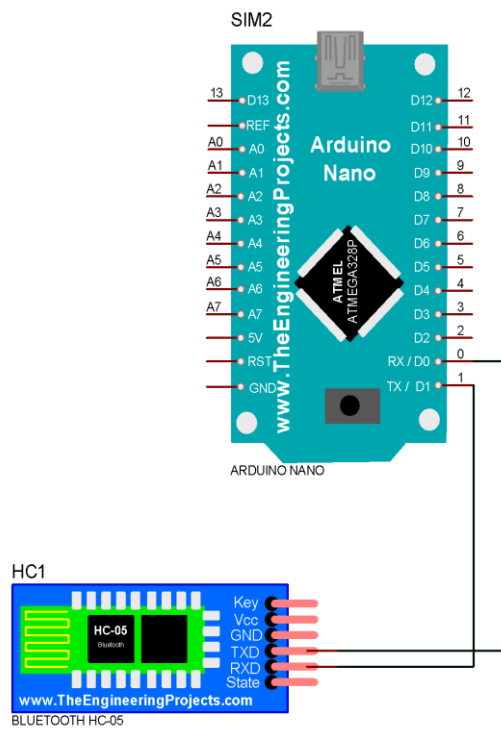 SIM2
13
D13
REF
A0
A0
A1
A1
A2
A2
A3
A3
A4
A4
A5
A5
A6
A6
A7
A7
5V
RST
GND
www.TheEngineeringProjects.com
Arduino
Nano
ATMEL
ATMEGA328P
D12
12
D11
11
D10
10
D9
9
D8
8
D7
7
D6
6
D5
5
D4
4
D3
3
D2
2
RX / D0
0
TX / D1
1
ARDUINO NANO
HC1
HC-05
Bluetooth
Key
Vcc
GND
TXD
RXD
State
www.TheEngineeringProjects.com
BLUETOOTH HC-05